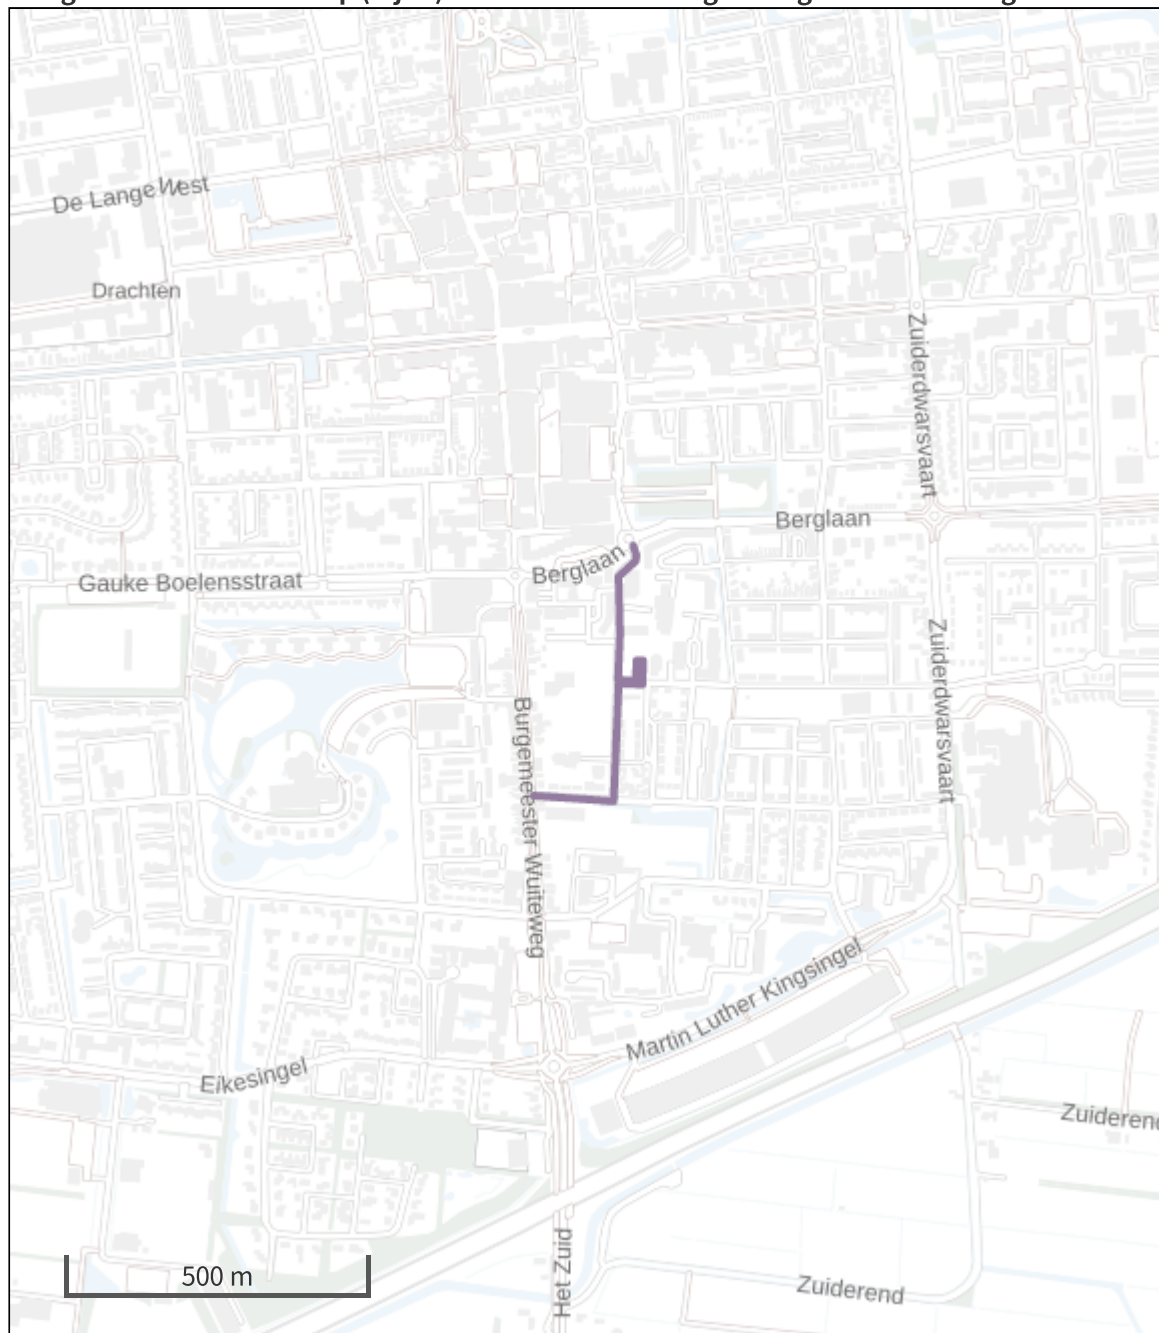 De Lange West
Drachten
Zuiderdwarsvaart
Berglaan
Berglaan
Gauke Boelensstraat
Zuiderdwarsvaart
Burgemeester Wuiteweg
Martin Luther Kingsingel
Eikesingel
Zuiderend
500 m
Het Zuid
Zuiderend